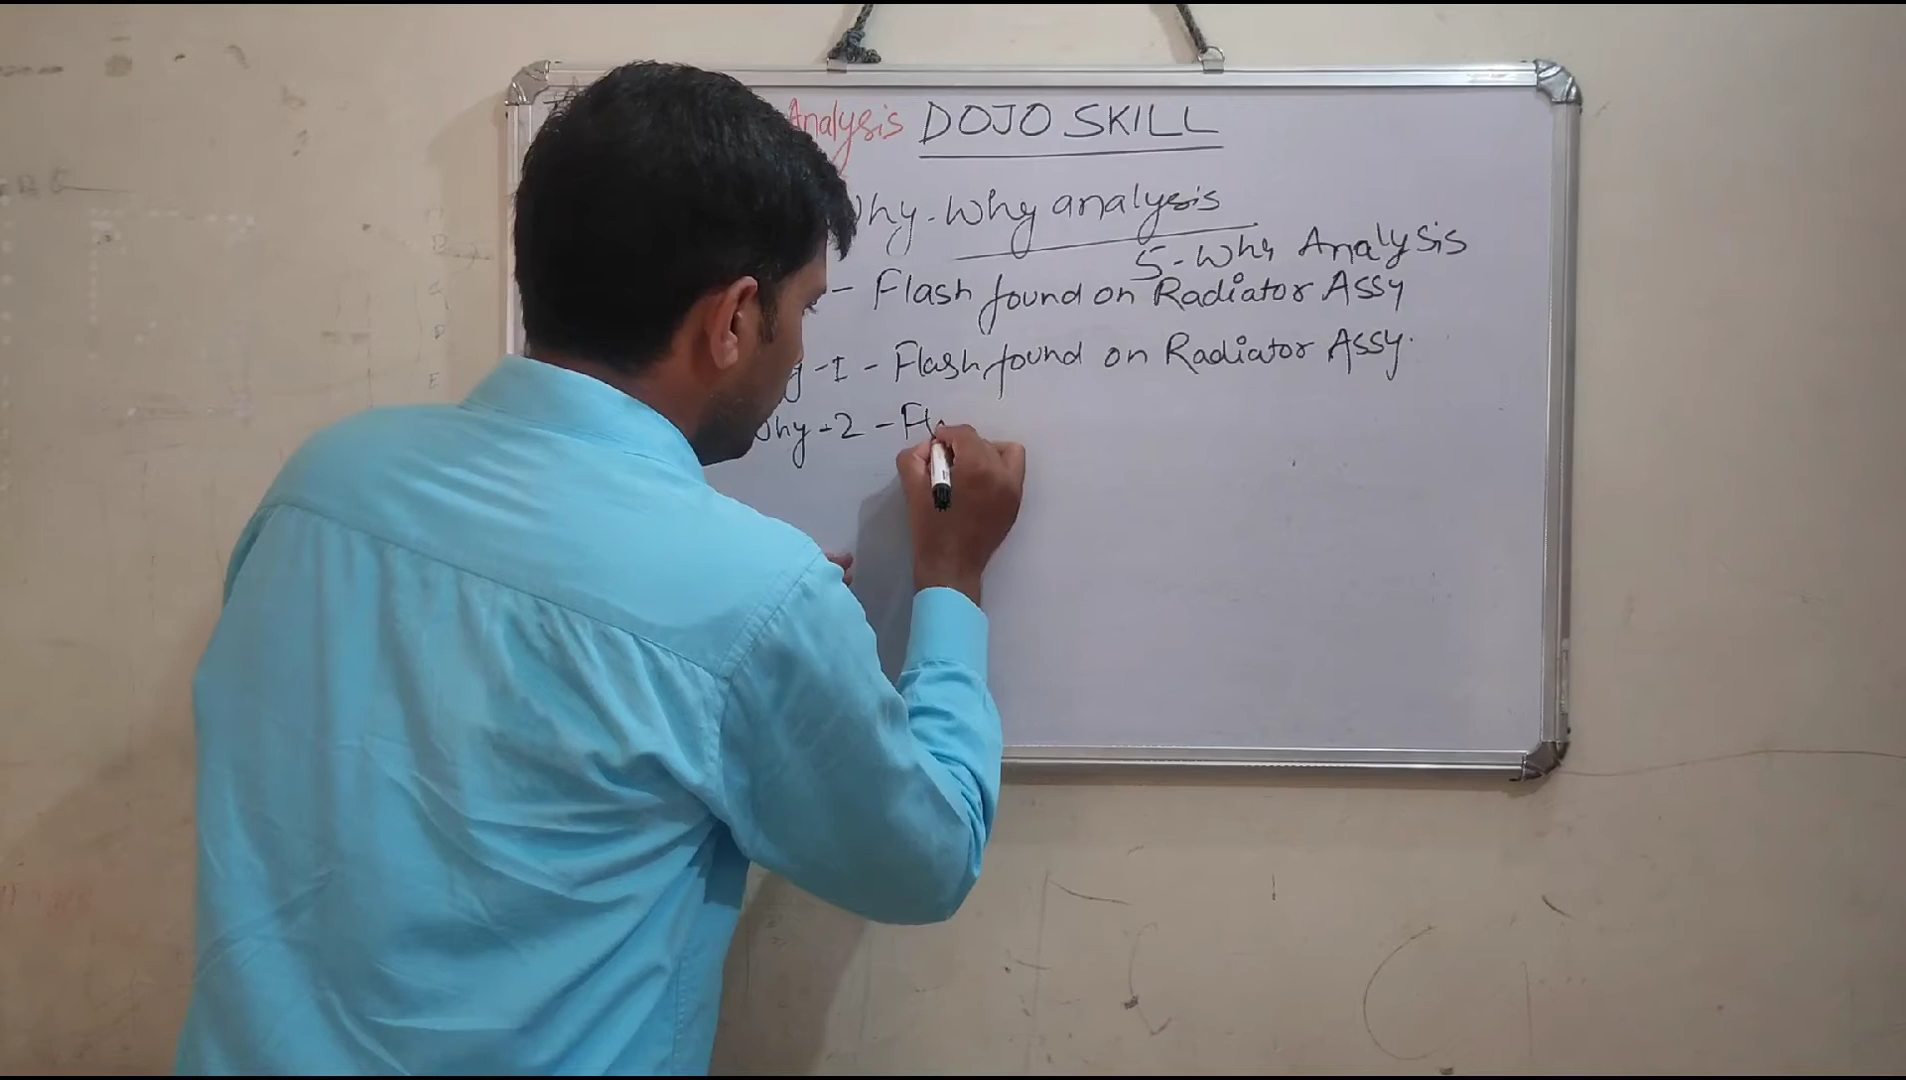 Analysis DOJO SKILL
Why-Why analysis
5-Why Analysis
- Flash found on Radiator Assy
-1 - Flash found on Radiator Assy.
Why-2 - Fl